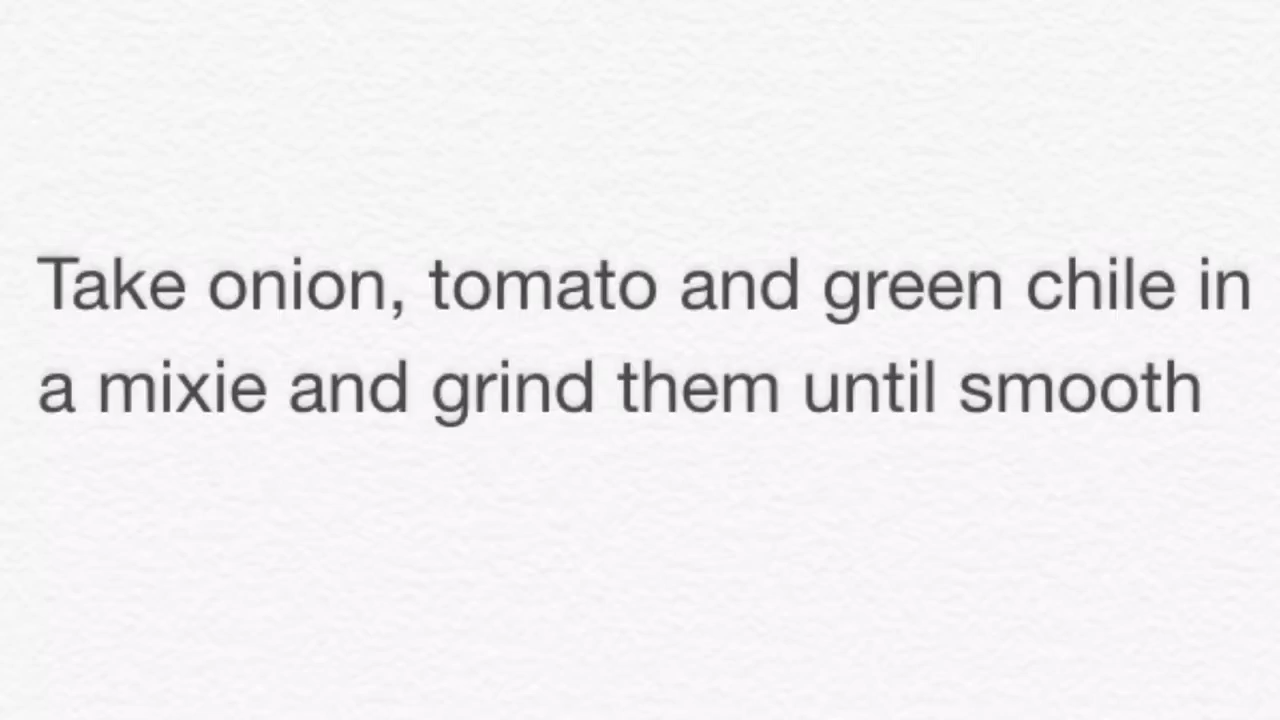 Take onion, tomato and green chile in
a mixie and grind them until smooth